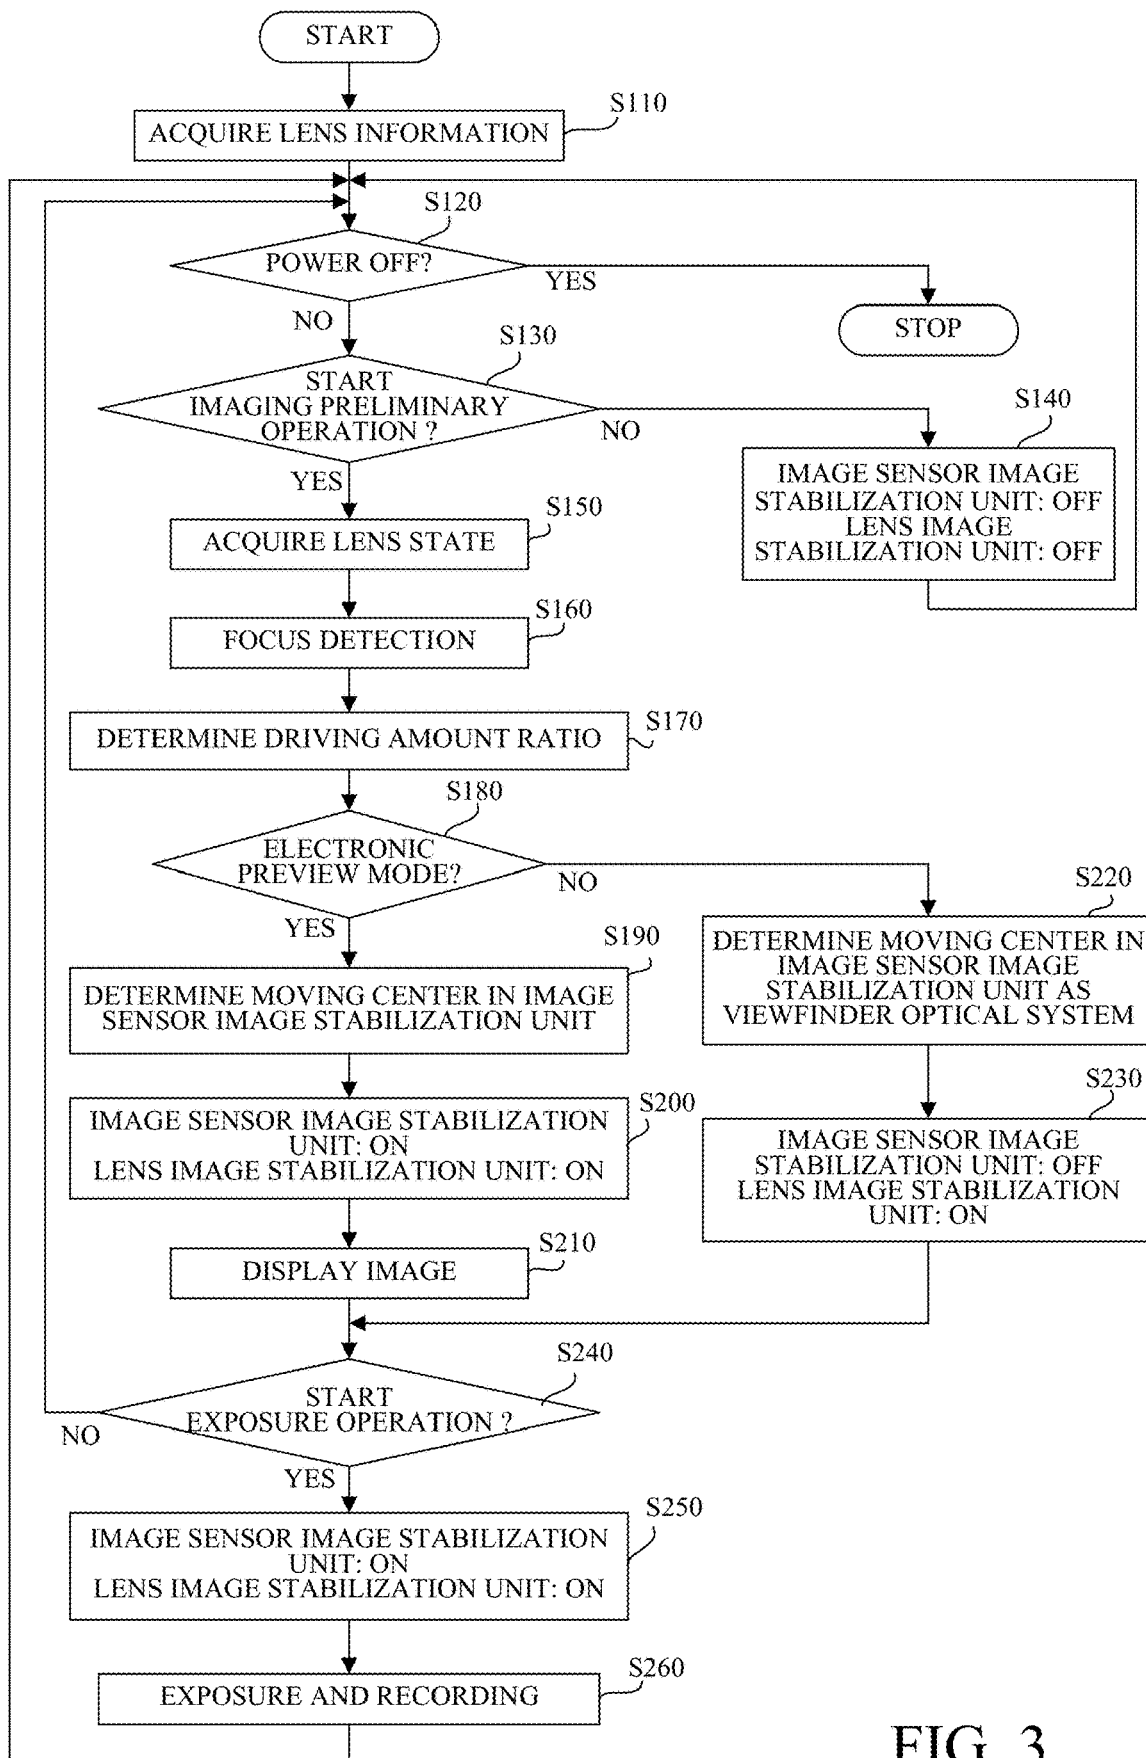 START
S110
ACQUIRE LENS INFORMATION
S120
POWER OFF?
YES
NO
STOP
S130
START
IMAGING PRELIMINARY
OPERATION ?
NO
YES
S140
IMAGE SENSOR IMAGE
STABILIZATION UNIT: OFF
LENS IMAGE
STABILIZATION UNIT: OFF
S150
ACQUIRE LENS STATE
S160
FOCUS DETECTION
S170
DETERMINE DRIVING AMOUNT RATIO
S180
ELECTRONIC
PREVIEW MODE?
NO
YES
S190
DETERMINE MOVING CENTER IN IMAGE
SENSOR IMAGE STABILIZATION UNIT
S220
DETERMINE MOVING CENTER IN
IMAGE SENSOR IMAGE
STABILIZATION UNIT AS
VIEWFINDER OPTICAL SYSTEM
S200
IMAGE SENSOR IMAGE STABILIZATION
UNIT: ON
LENS IMAGE STABILIZATION UNIT: ON
S230
IMAGE SENSOR IMAGE
STABILIZATION UNIT: OFF
LENS IMAGE STABILIZATION
UNIT: ON
S210
DISPLAY IMAGE
S240
START
EXPOSURE OPERATION ?
NO
YES
S250
IMAGE SENSOR IMAGE STABILIZATION
UNIT: ON
LENS IMAGE STABILIZATION UNIT: ON
S260
EXPOSURE AND RECORDING
FIG. 3